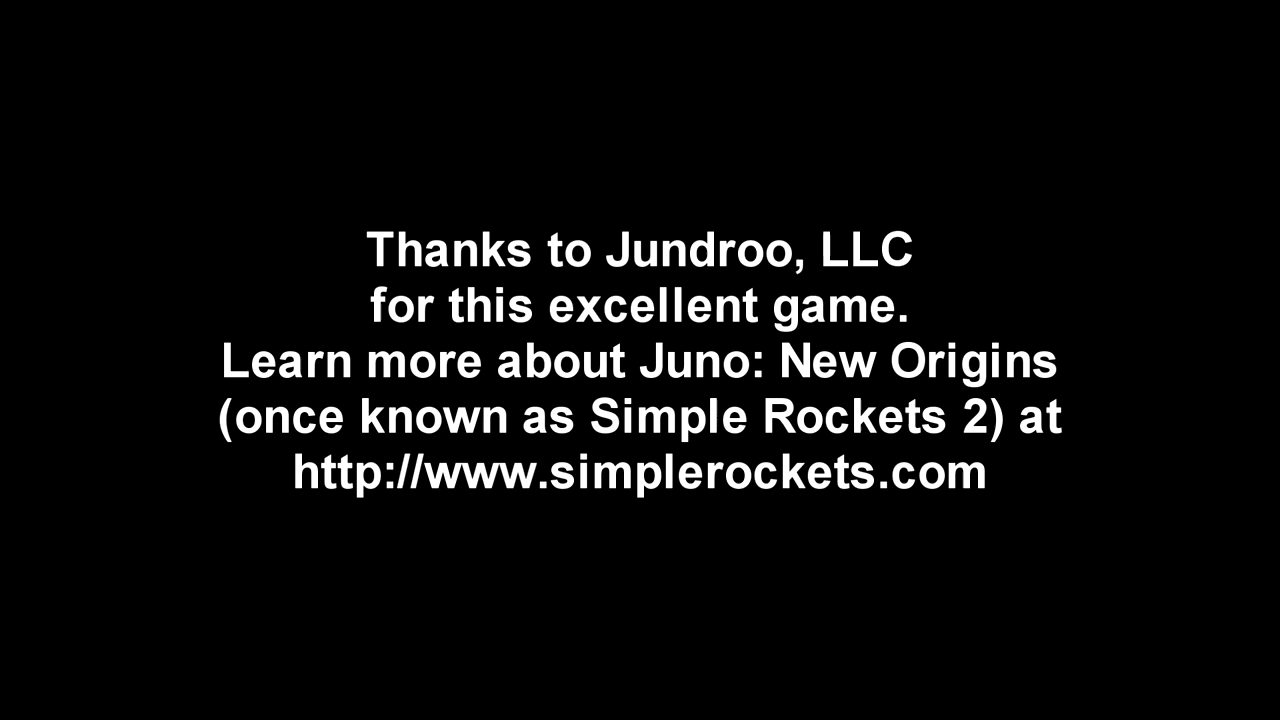 Thanks to Jundroo, LLC
for this excellent game.
Learn more about Juno: New Origins
(once known as Simple Rockets 2) at
http://www.simplerockets.com